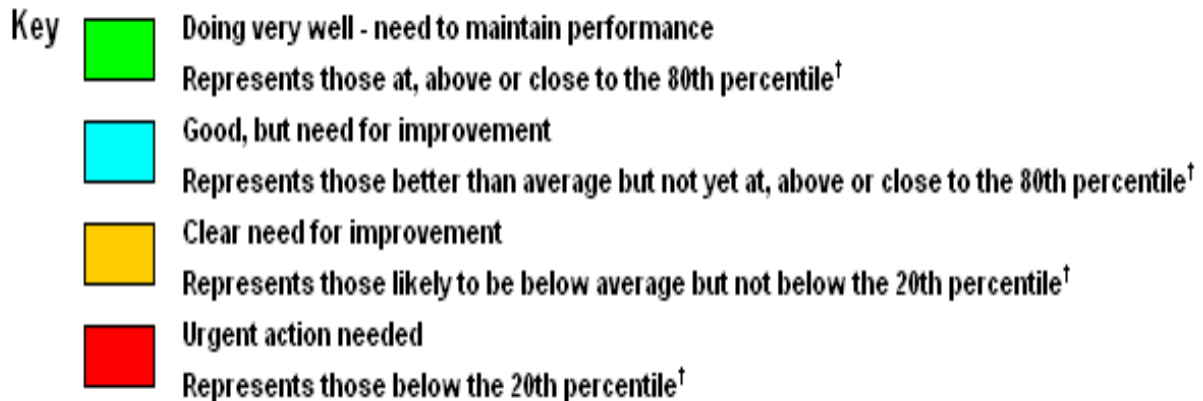 Key
Doing very well - need to maintain performance
Represents those at, above or close to the 80th percentile†
Good, but need for improvement
Represents those better than average but not yet at, above or close to the 80th percentile†
Clear need for improvement
Represents those likely to be below average but not below the 20th percentile†
Urgent action needed
Represents those below the 20th percentile†